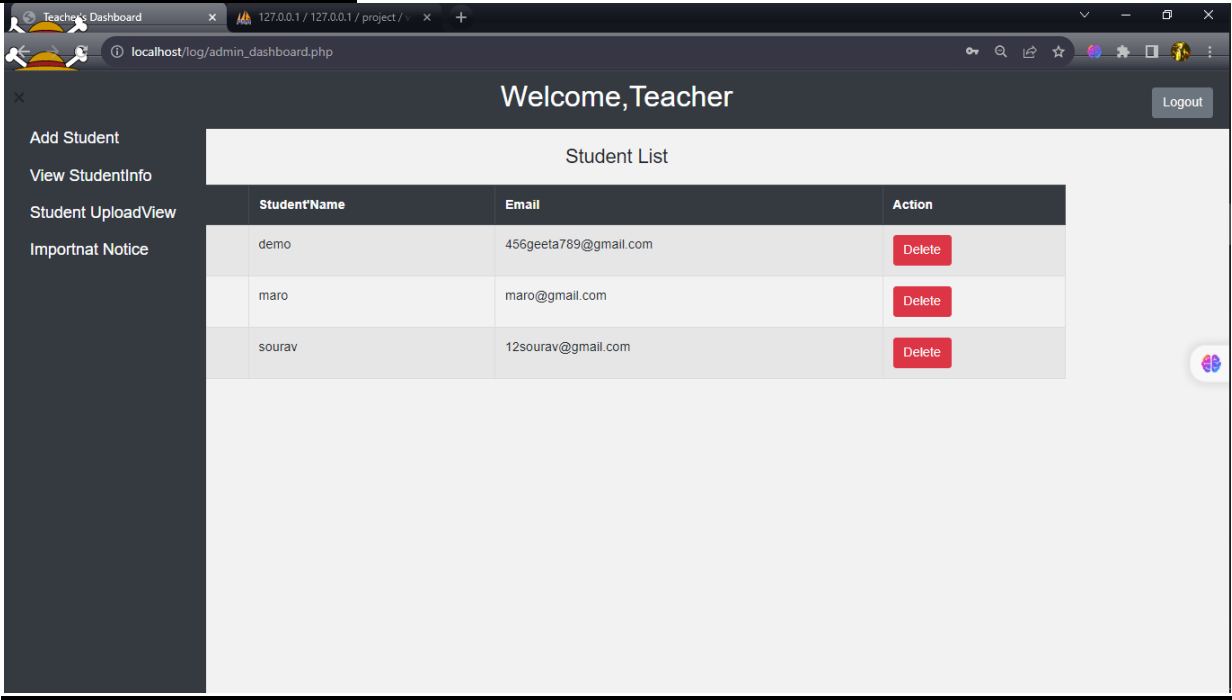 Teacher's Dashboard
127.0.0.1 / 127.0.0.1 / project /
localhost/log/admin_dashboard.php
Welcome,Teacher
Logout
Add Student
View StudentInfo
Student UploadView
Importnat Notice
Student List
Student'Name Email Action
demo 456geeta789@gmail.com Delete
maro maro@gmail.com Delete
sourav 12sourav@gmail.com Delete